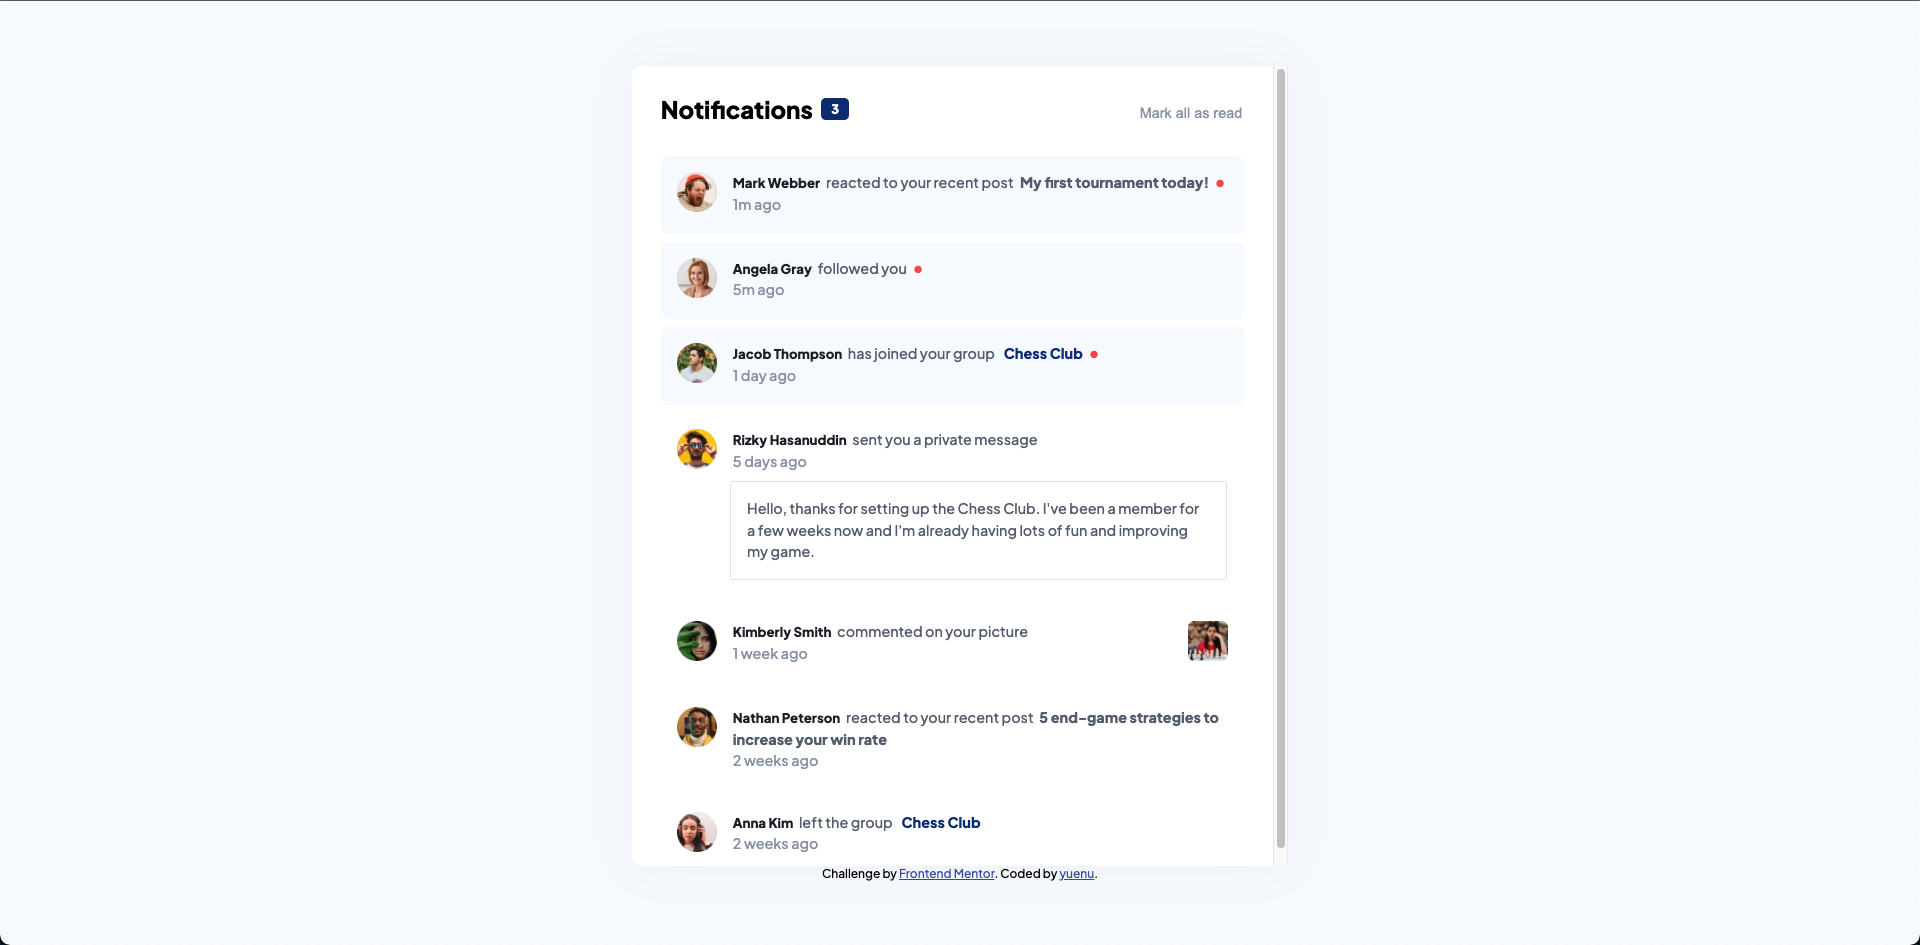 Notifications 3
Mark all as read
Mark Webber reacted to your recent post My first tournament today!
1m ago
Angela Gray followed you
5m ago
Jacob Thompson has joined your group Chess Club
1 day ago
Rizky Hasanuddin sent you a private message
5 days ago
Hello, thanks for setting up the Chess Club. I've been a member for
a few weeks now and I'm already having lots of fun and improving
my game.
Kimberly Smith commented on your picture
1 week ago
Nathan Peterson reacted to your recent post 5 end-game strategies to
increase your win rate
2 weeks ago
Anna Kim left the group Chess Club
2 weeks ago
Challenge by Frontend Mentor. Coded by yuenu.